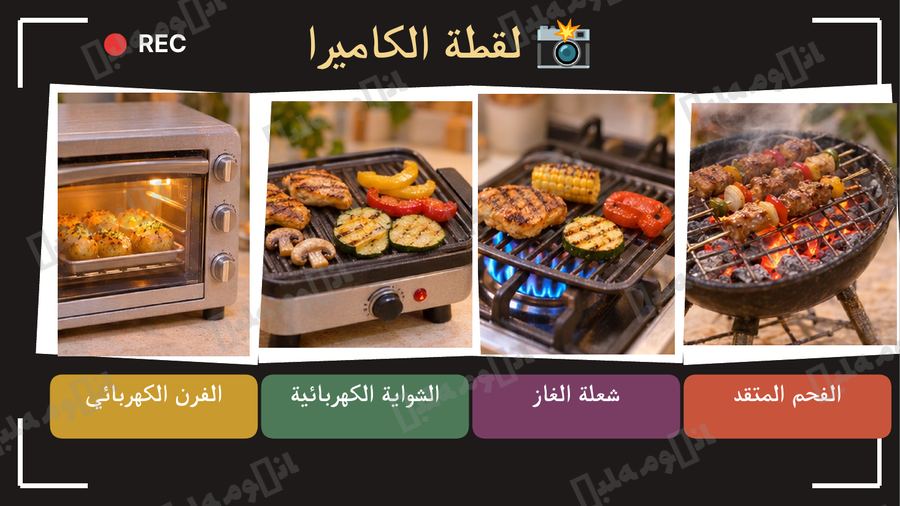 REC
لقطة الكاميرا
الفحم المتقد
شعلة الغاز
الشواية الكهربائية
الفرن الكهربائي